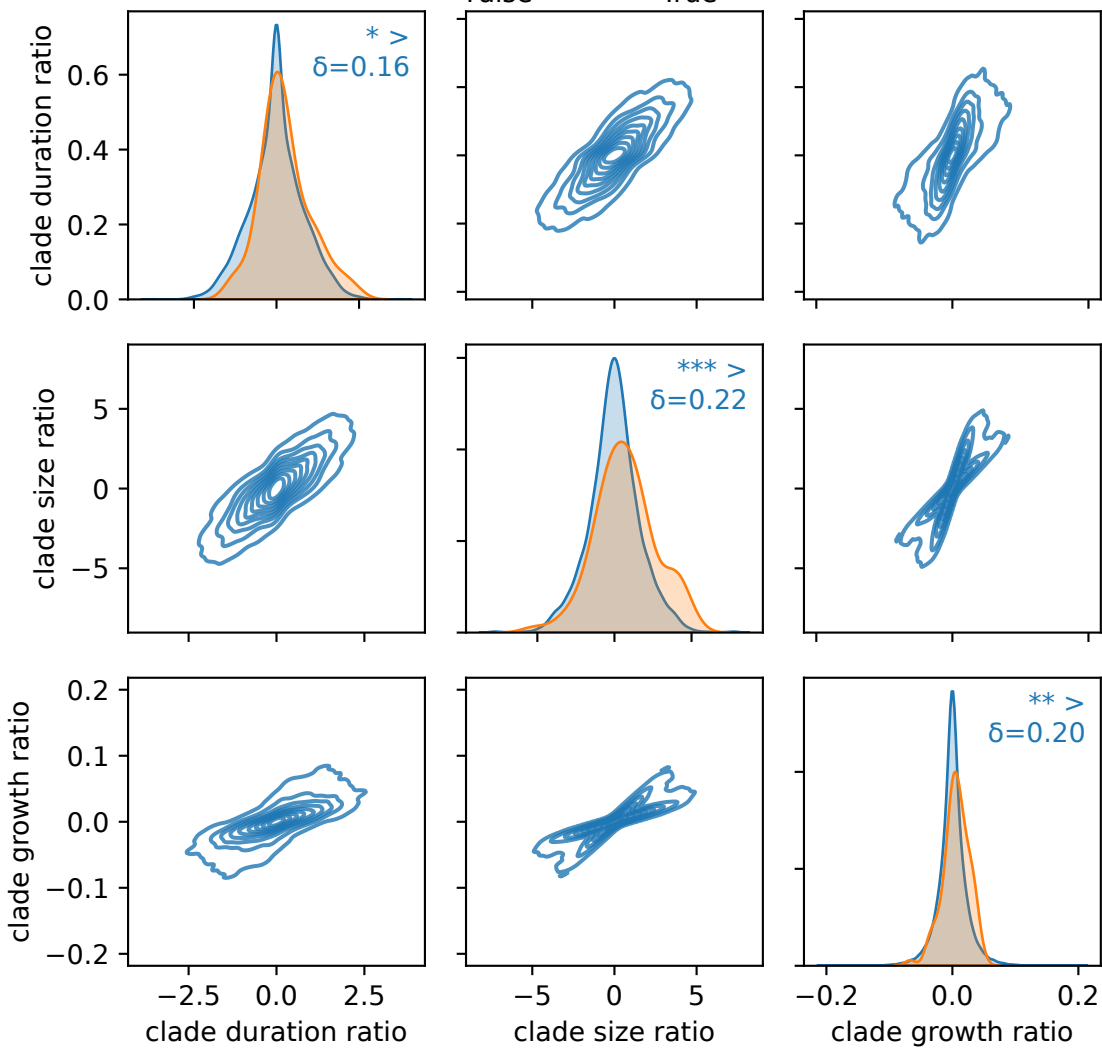 True
clade duration ratio
0.6
0.4
0.2
0.0
* >
δ=0.16
clade size ratio
5
0
−5
*** >
δ=0.22
clade growth ratio
0.2
0.1
0.0
−0.1
−0.2
** >
δ=0.20
−2.5 0.0 2.5
−5 0 5
−0.2 0.0 0.2
clade duration ratio
clade size ratio
clade growth ratio